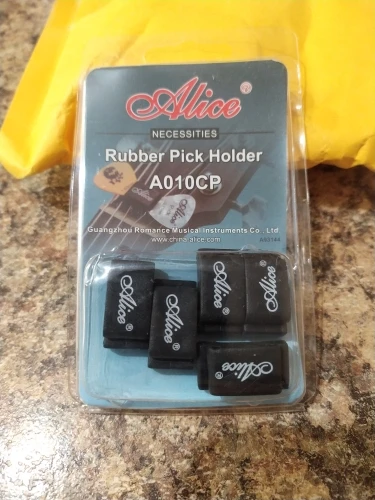 Alice®
NECESSITIES
Rubber Pick Holder
A010CP
Alice
Guangzhou Romance Musical Instruments Co., Ltd
www.china-alice.com
Alice®
Alice®
Alice
Alice®
Alice®